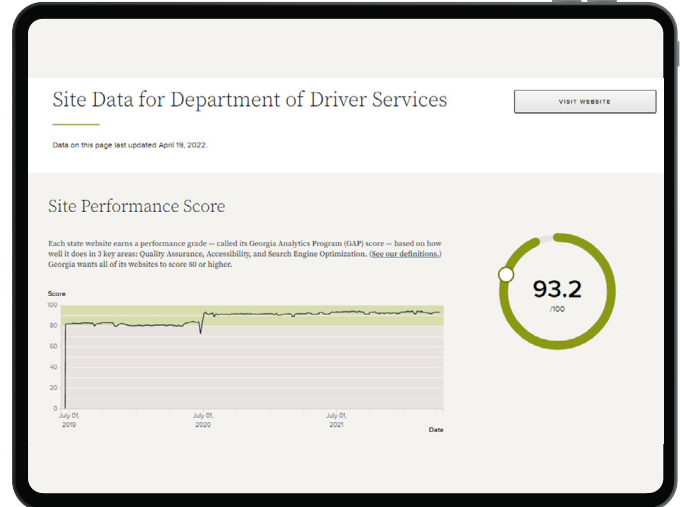 Site Data for Department of Driver Services
VISIT WEBSITE
Data on this page last updated April 19, 2022.
Site Performance Score
Each state website earns a performance grade — called its Georgia Analytics Program (GAP) score — based on how
well it does in 3 key areas: Quality Assurance, Accessibility, and Search Engine Optimization. (See our definitions.)
Georgia wants all of its websites to score 80 or higher.
Score
100
80
60
40
20
0
July 01,
2019
July 01,
2020
July 01,
2021
Date
93.2
/100